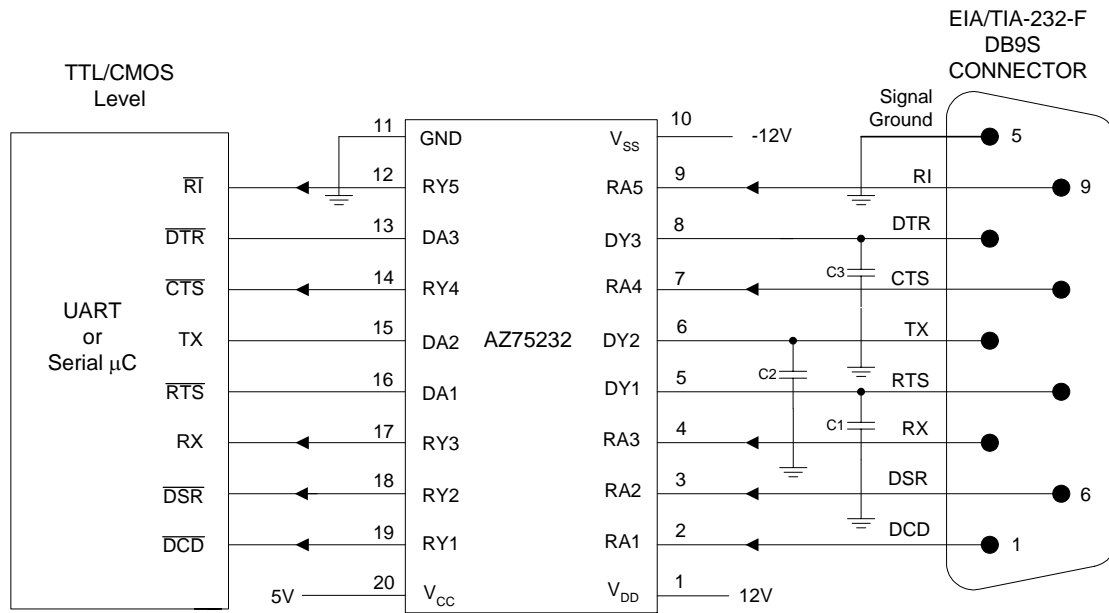 EIA/TIA-232-F
DB9S
CONNECTOR
TTL/CMOS
Level
Signal
Ground
11 GND VSS 10 -12V 5
RI 12 RY5 RA5 9 RI 9
DTR 13 DA3 DY3 8 DTR
C3
CTS 14 RY4 RA4 7 CTS
UART
or
Serial μC
TX 15 DA2 AZ75232 DY2 6 TX
C2
RTS 16 DA1 DY1 5 RTS
C1
RX 17 RY3 RA3 4 RX
DSR 18 RY2 RA2 3 DSR 6
DCD 19 RY1 RA1 2 DCD 1
5V 20 VCC VDD 1 12V